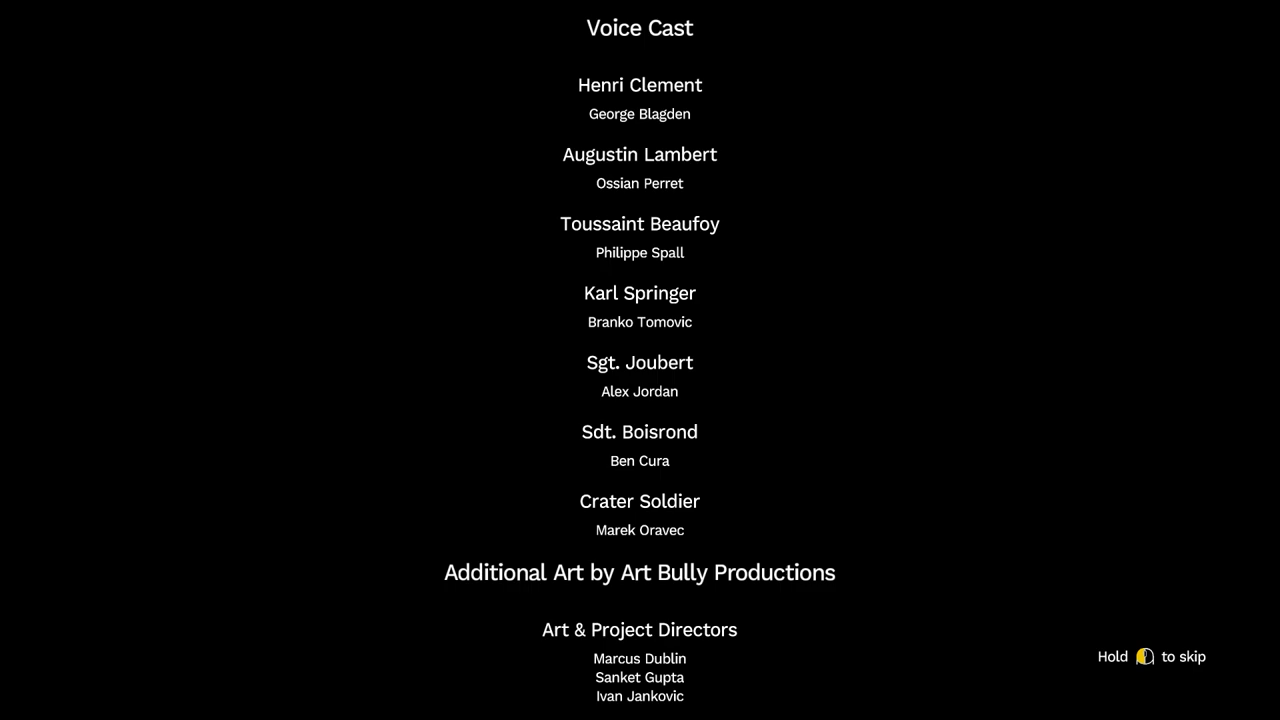 Voice Cast
Henri Clement
George Blagden
Augustin Lambert
Ossian Perret
Toussaint Beaufoy
Philippe Spall
Karl Springer
Branko Tomovic
Sgt. Joubert
Alex Jordan
Sdt. Boisrond
Ben Cura
Crater Soldier
Marek Oravec
Additional Art by Art Bully Productions
Art & Project Directors
Marcus Dublin
Hold to skip
Sanket Gupta
Ivan Jankovic